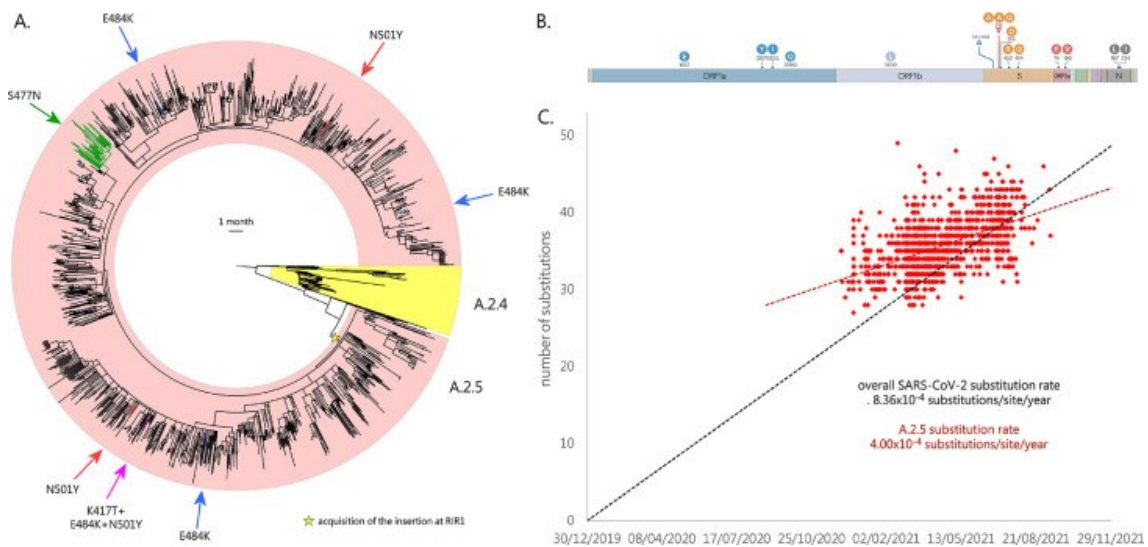 A.
E484K
N501Y
S477N
E484K
1 month
A.2.4
A.2.5
N501Y
K417T+
E484K+N501Y
E484K
acquisition of the insertion at RIR1
B.
ORF1a
ORF1b
S
ORF3a
N
C.
number of substitutions
50
40
30
20
10
0
overall SARS-CoV-2 substitution rate
. 8.36x10⁻⁴ substitutions/site/year
A.2.5 substitution rate
4.00x10⁻⁴ substitutions/site/year
30/12/2019 08/04/2020 17/07/2020 25/10/2020 02/02/2021 13/05/2021 21/08/2021 29/11/2021